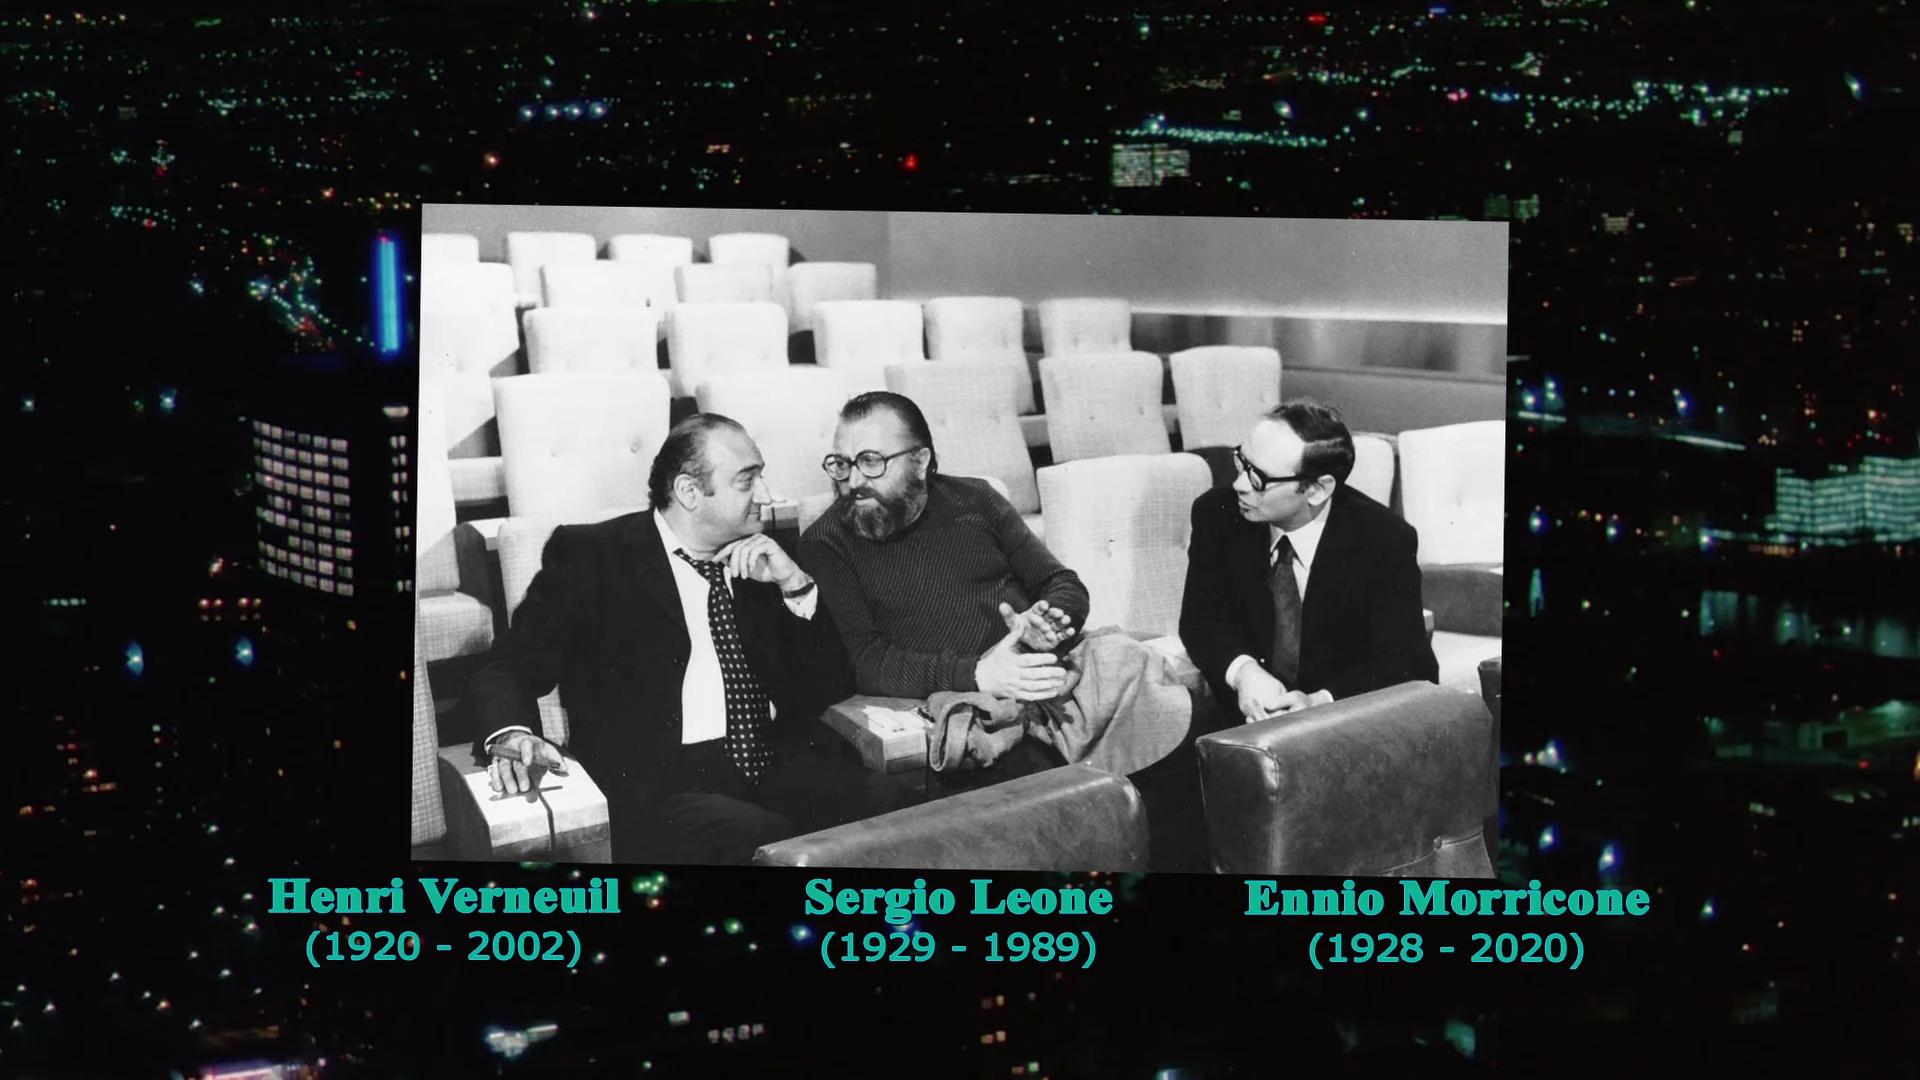 Henri Verneuil
(1920 - 2002)
Sergio Leone
(1929 - 1989)
Ennio Morricone
(1928 - 2020)